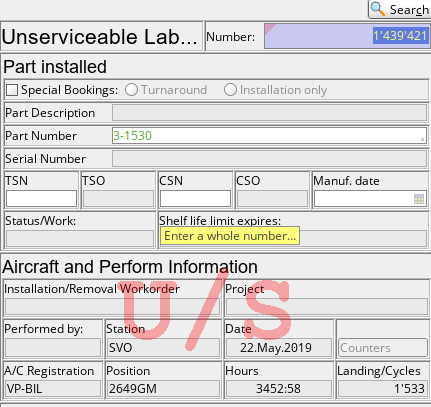 Search
Unserviceable Lab... Number: 1'439'421
Part installed
Special Bookings: Turnaround Installation only
Part Description
Part Number 3-1530
Serial Number
TSN TSO CSN CSO Manuf. date
Status/Work: Shelf life limit expires:
Enter a whole number...
Aircraft and Perform Information
Installation/Removal Workorder Project
U/S
Performed by: Station Date
SVO 22.May.2019 Counters
A/C Registration Position Hours Landing/Cycles
VP-BIL 2649GM 3452:58 1'533